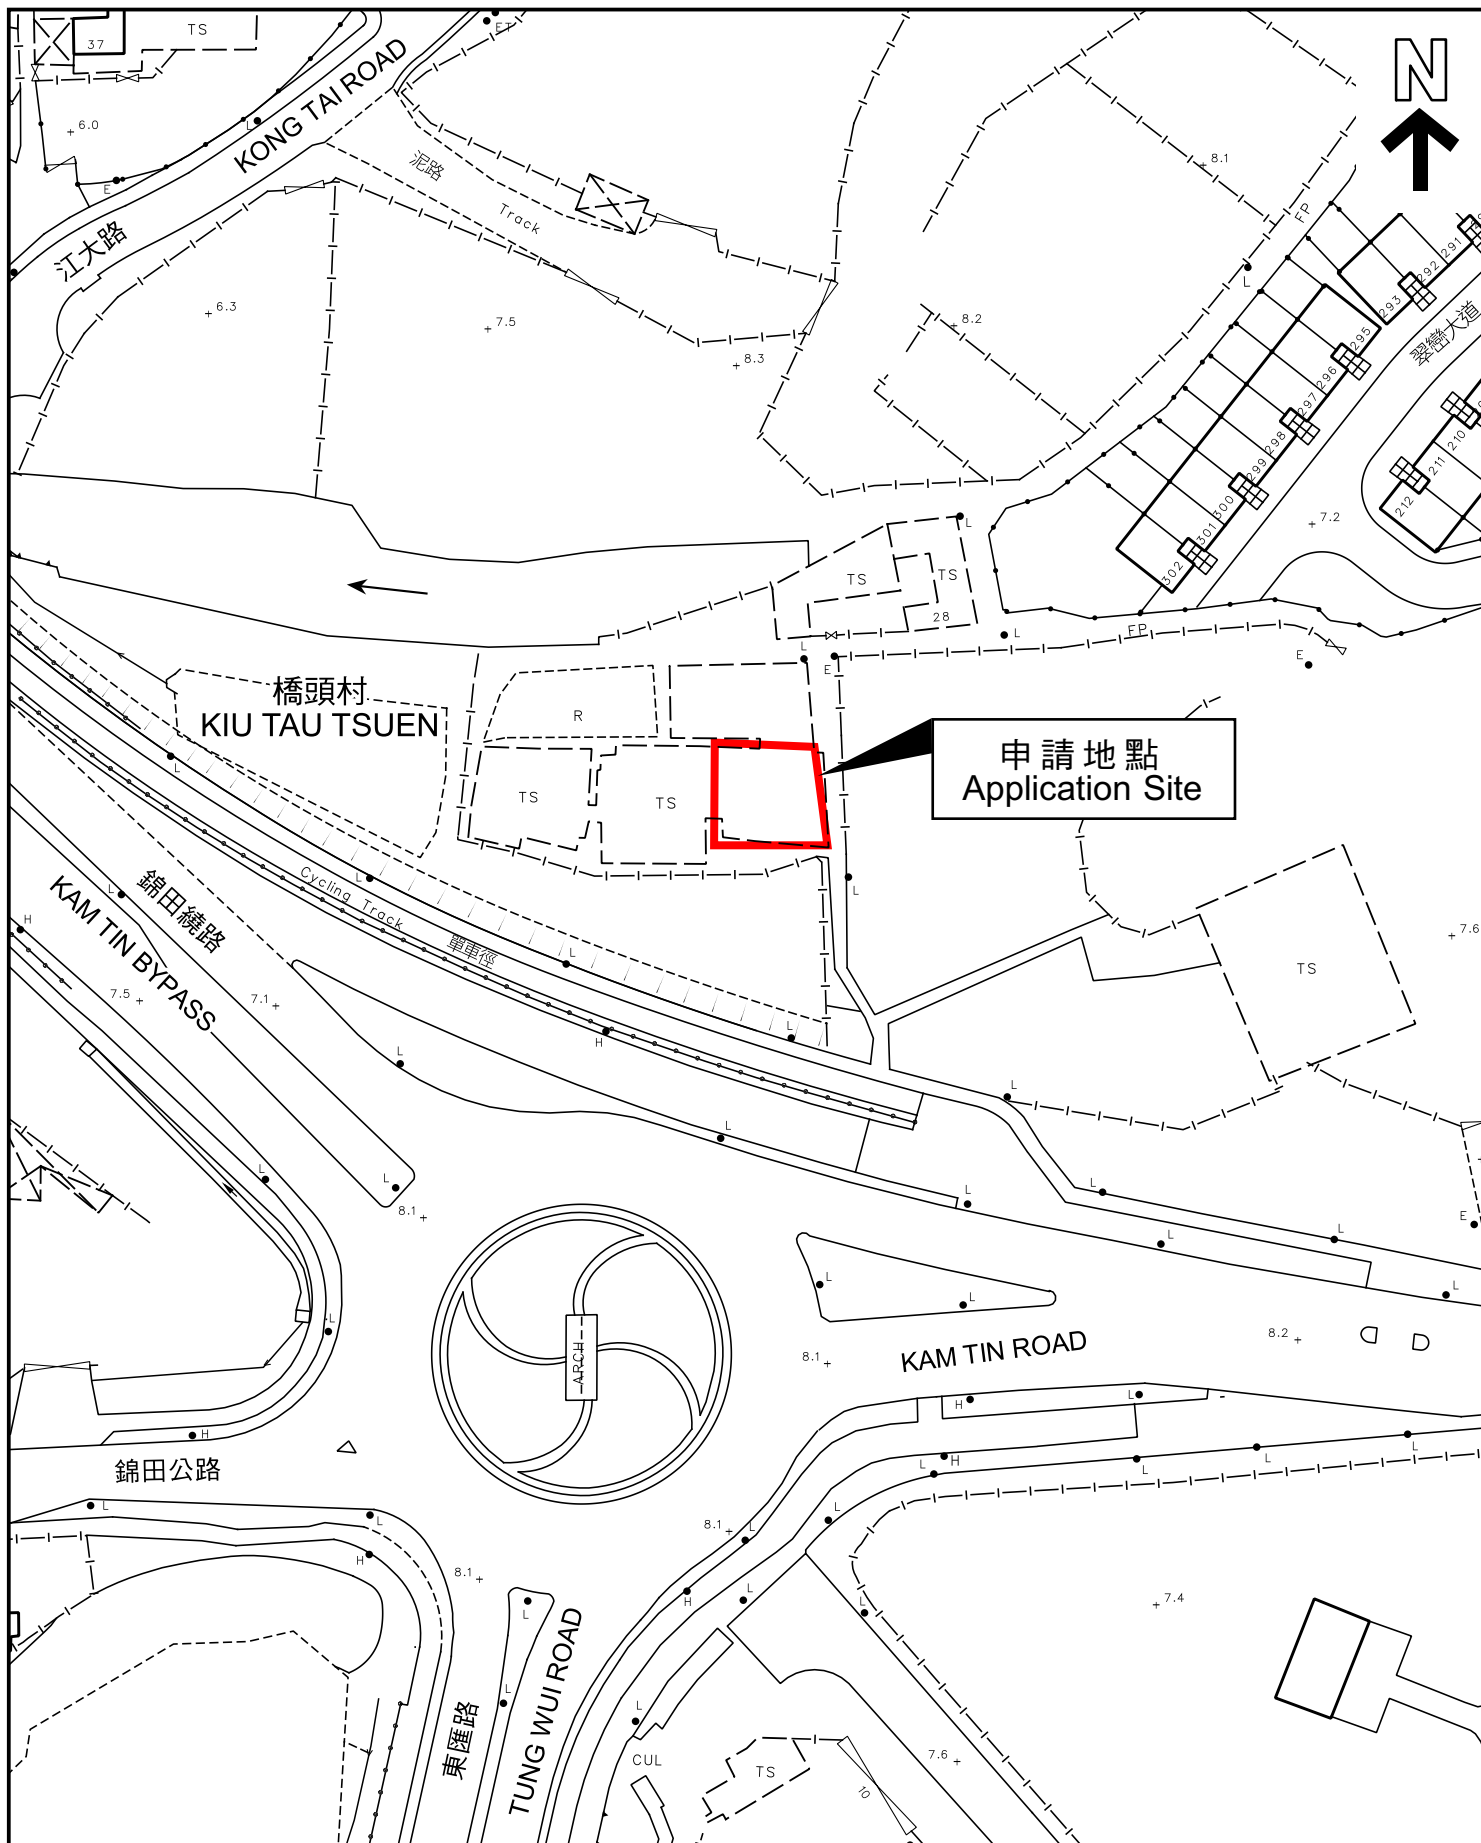 37
TS
ET
N
KONG TAI ROAD
L
6.0
E
8.1
泥路
Track
FP
江大路
L
6.3
7.5
8.2
8.3
291
292
293
295
296
297
298
299
300
301
302
翠巒大道
210
211
212
7.2
L
TS
TS
28
FP
L
L
E
E
橋頭村
KIU TAU TSUEN
R
申請地點
Application Site
L
TS
TS
Cycling Track
單車徑
L
L
錦田繞路
KAM TIN BYPASS
L
H
7.6
TS
7.5
7.1
L
L
H
L
L
L
L
L
8.1
L
L
E
L
L
L
L
L
L
ARCH
8.2
8.1
KAM TIN ROAD
D
D
H
L
H
L
H
L
L
L
錦田公路
L
L
H
8.1
L
L
8.1
L
H
L
L
7.4
TUNG WUI ROAD
東匯路
L
L
CUL
TS
10
7.6